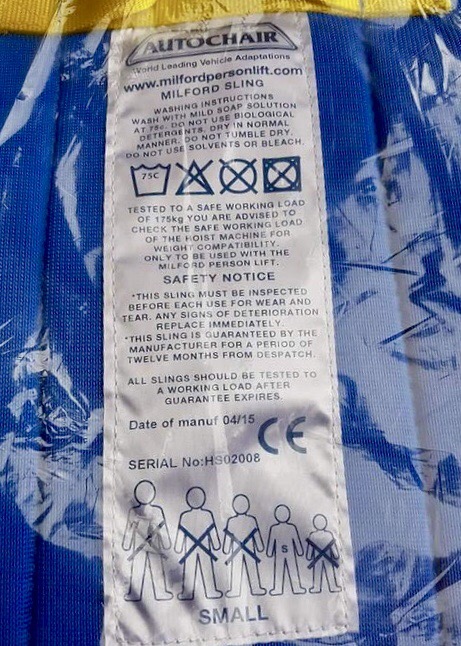 AUTOCHAIR
World Leading Vehicle Adaptations
www.milfordpersonlift.com
MILFORD SLING
WASHING INSTRUCTIONS
WASH WITH MILD SOAP SOLUTION
AT 75c. DO NOT USE BIOLOGICAL
DETERGENTS. DRY IN NORMAL
MANNER. DO NOT TUMBLE DRY.
DO NOT USE SOLVENTS OR BLEACH.
75C
TESTED TO A SAFE WORKING LOAD
OF 175kg YOU ARE ADVISED TO
CHECK THE SAFE WORKING LOAD
OF THE HOIST MACHINE FOR
WEIGHT COMPATIBILITY.
ONLY TO BE USED WITH THE
MILFORD PERSON LIFT.
SAFETY NOTICE
*THIS SLING MUST BE INSPECTED
BEFORE EACH USE FOR WEAR AND
TEAR. ANY SIGNS OF DETERIORATION
REPLACE IMMEDIATELY.
*THIS SLING IS GUARANTEED BY THE
MANUFACTURER FOR A PERIOD OF
TWELVE MONTHS FROM DESPATCH.
ALL SLINGS SHOULD BE TESTED TO
A WORKING LOAD AFTER
GUARANTEE EXPIRES.
Date of manuf 04/15
CE
SERIAL No:HS02008
S
SMALL